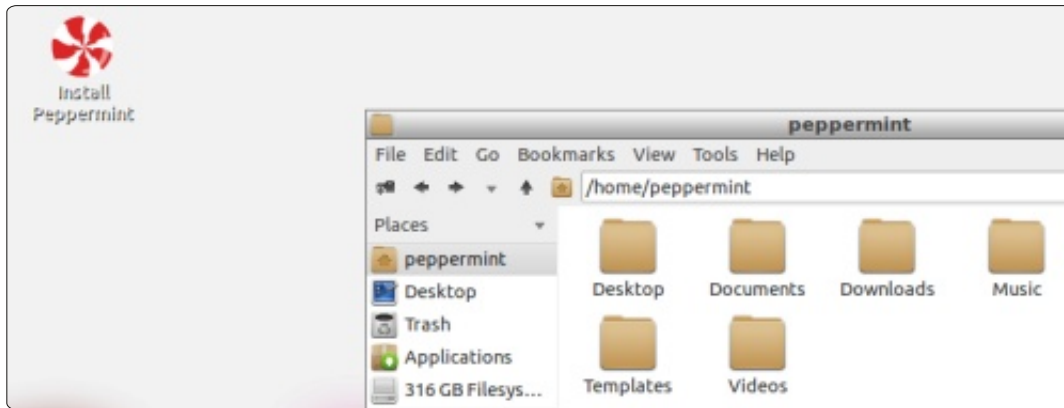 Install
Peppermint
peppermint
File Edit Go Bookmarks View Tools Help
/home/peppermint
Places
peppermint
Desktop
Trash
Applications
316 GB Filesys...
Desktop Documents Downloads Music
Templates Videos